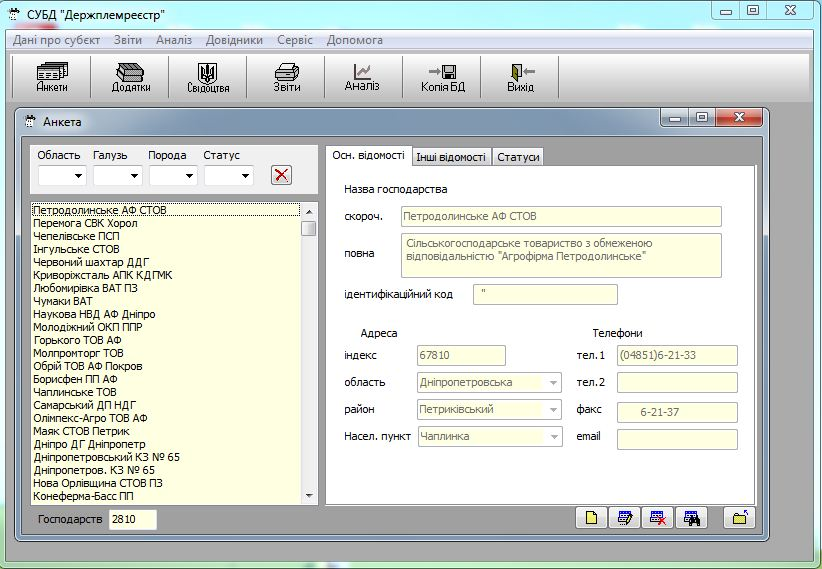 СУБД "Держплемреєстр"
Дані про субєкт Звіти Аналіз Довідники Сервіс Допомога
Анкети Додатки Свідоцтва Звіти Аналіз Копія БД Вихід
Анкета
Область Галузь Порода Статус
Петродолинське АФ СТОВ
Перемога СВК Хорол
Чепелівське ПСП
Інгульське СТОВ
Червоний шахтар ДДГ
Криворіжсталь АПК КДГМК
Любомирівка ВАТ ПЗ
Чумаки ВАТ
Наукова НВД АФ Дніпро
Молодіжний ОКП ППР
Горького ТОВ АФ
Молпромторг ТОВ
Обрій ТОВ АФ Покров
Борисфен ПП АФ
Чаплинське ТОВ
Самарський ДП НДГ
Олімпекс-Агро ТОВ АФ
Маяк СТОВ Петрик
Дніпро ДГ Дніпропетр
Дніпропетровський КЗ № 65
Дніпропетров. КЗ № 65
Нова Орлівщина СТОВ ПЗ
Конеферма-Басс ПП
Господарств 2810
Осн. відомості Інші відомості Статуси
Назва господарства
скороч. Петродолинське АФ СТОВ
повна Сільськогосподарське товариство з обмеженою
відповідальністю "Агрофірма Петродолинське"
ідентифікаційний код "
Адреса Телефони
індекс 67810 тел.1 (04851)6-21-33
область Дніпропетровська тел.2
район Петриківський факс 6-21-37
Насел. пункт Чаплинка email